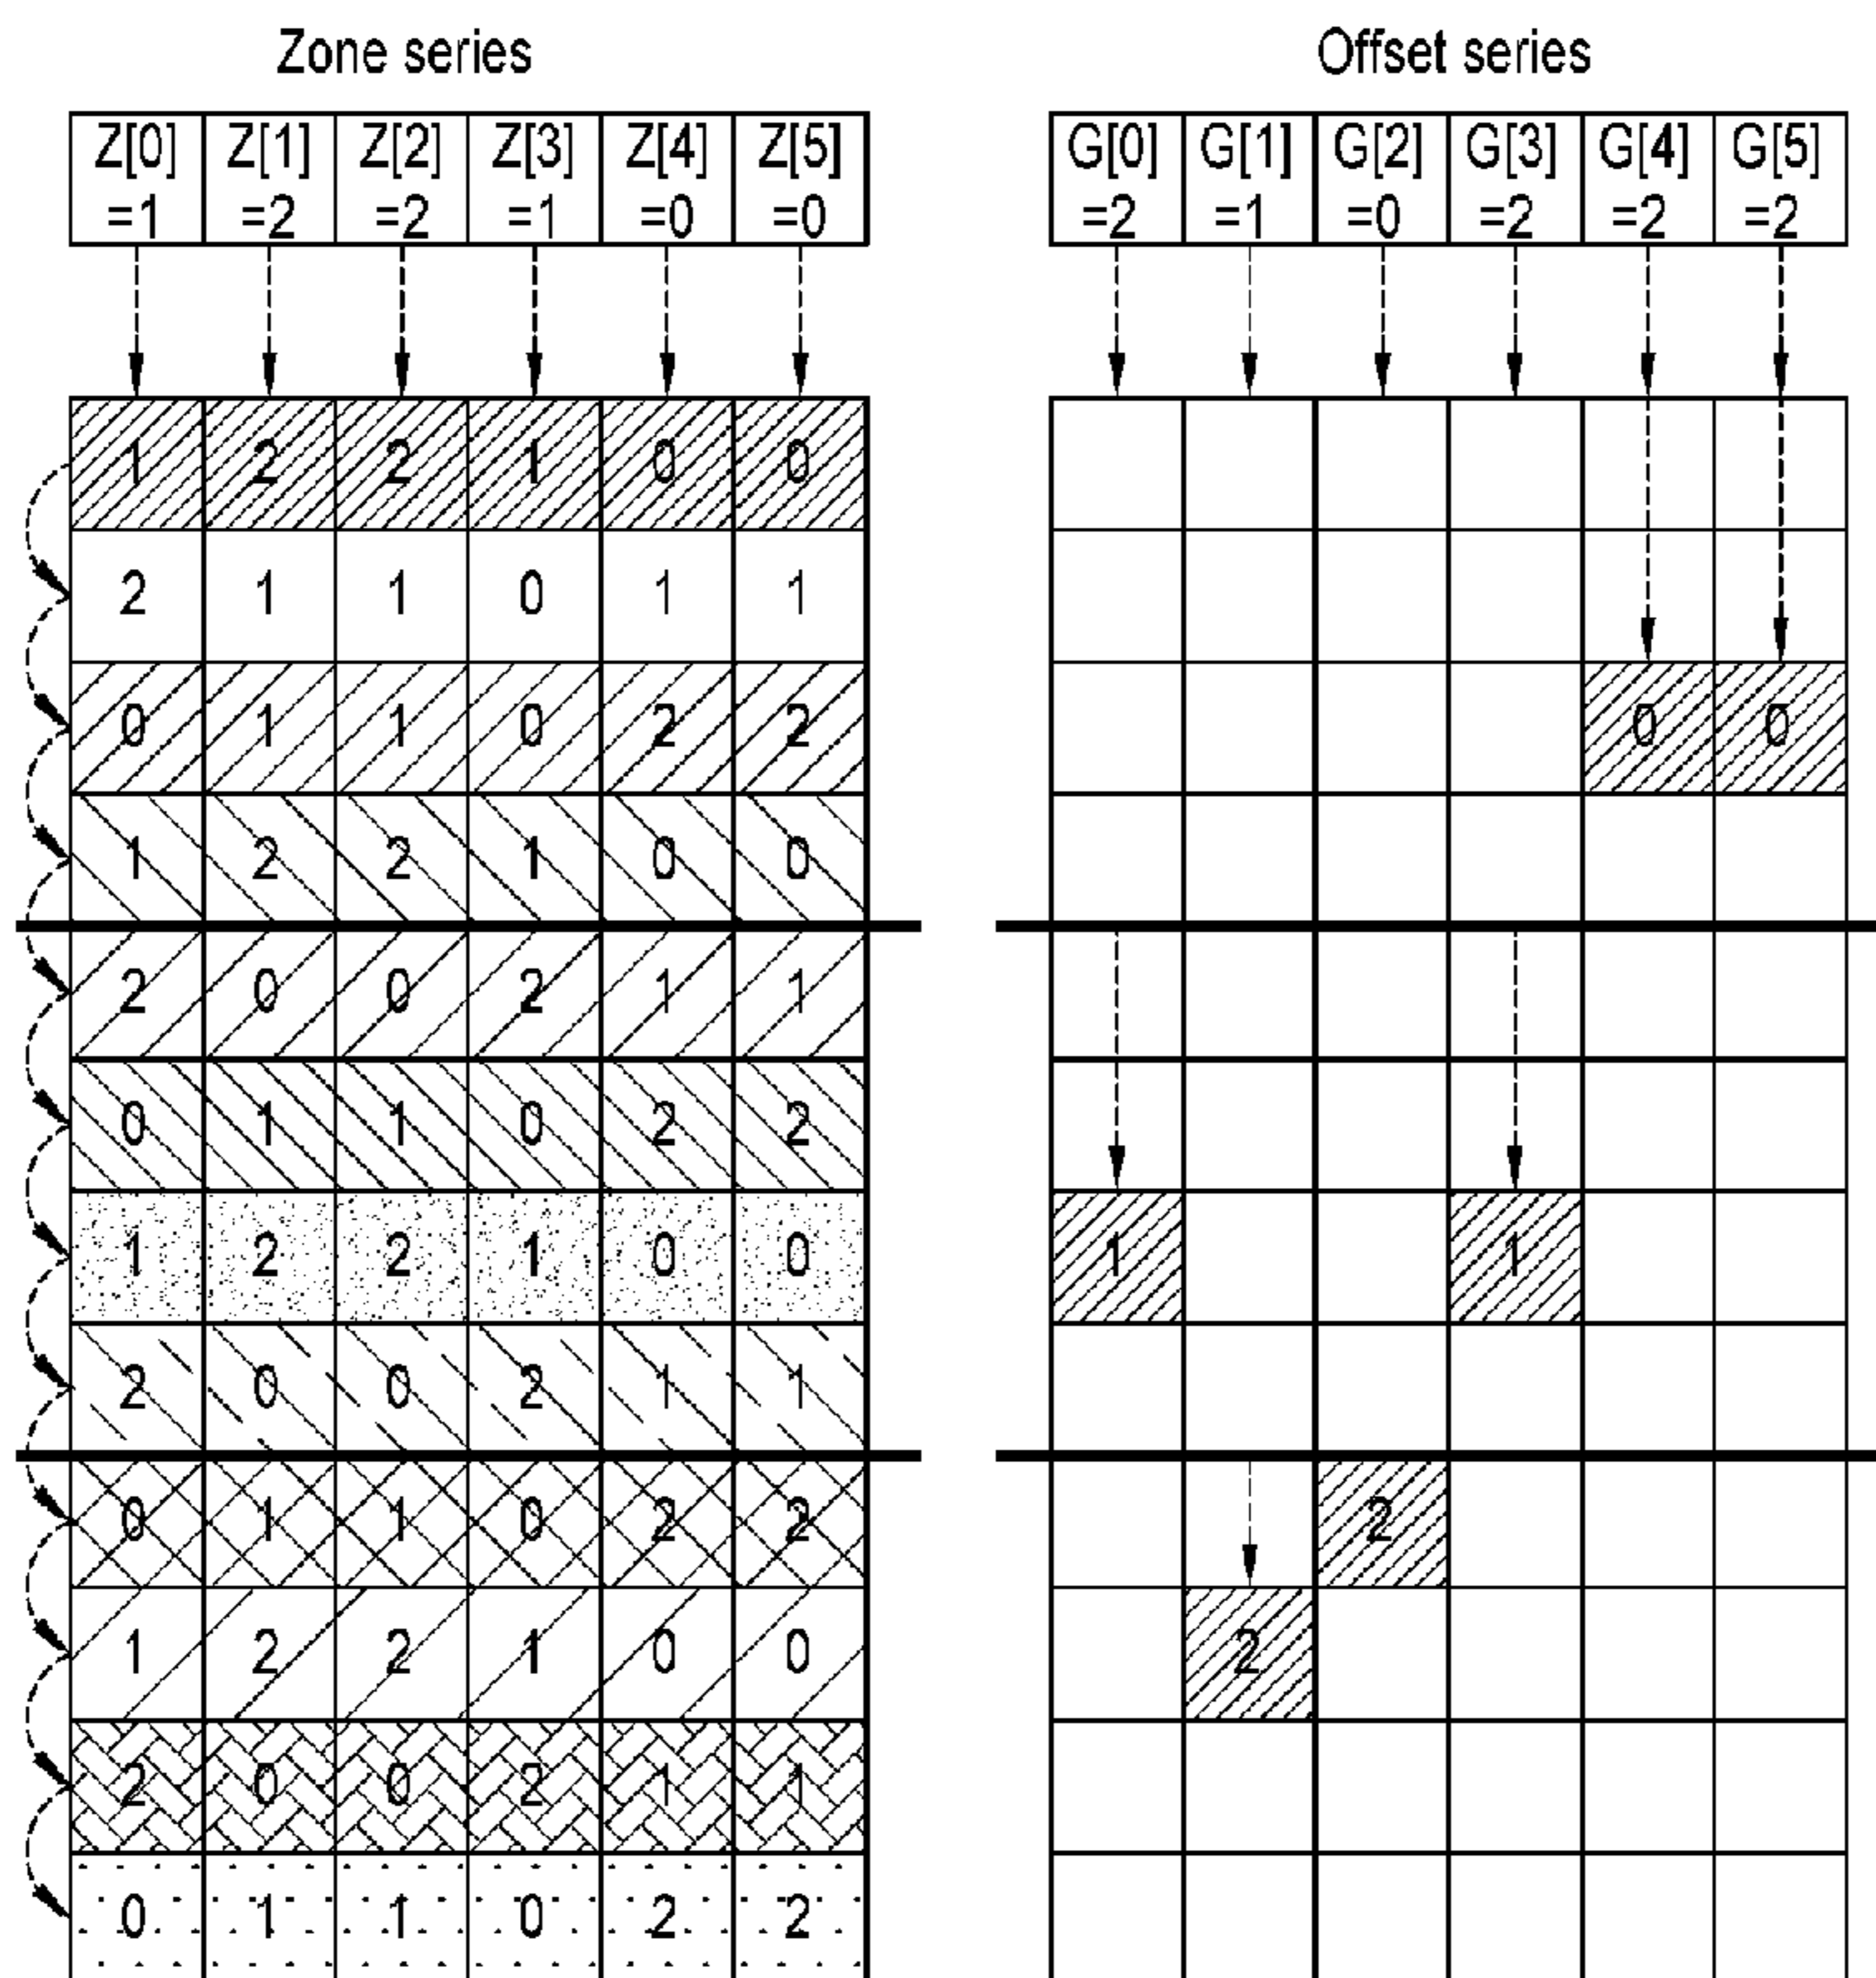 Zone series
Offset series
Z[0] Z[1] Z[2] Z[3] Z[4] Z[5]
=1 =2 =2 =1 =0 =0
G[0] G[1] G[2] G[3] G[4] G[5]
=2 =1 =0 =2 =2 =2
1 2 2 1 0 0
2 1 1 0 1 1
0 1 1 0 2 2 0 0
1 2 2 1 0 0
2 0 0 2 1 1
0 1 1 0 2 2
1 2 2 1 0 0 1 1
2 0 0 2 1 1
0 1 1 0 2 2 2
1 2 2 1 0 0 2
2 0 0 2 1 1
0 1 1 0 2 2